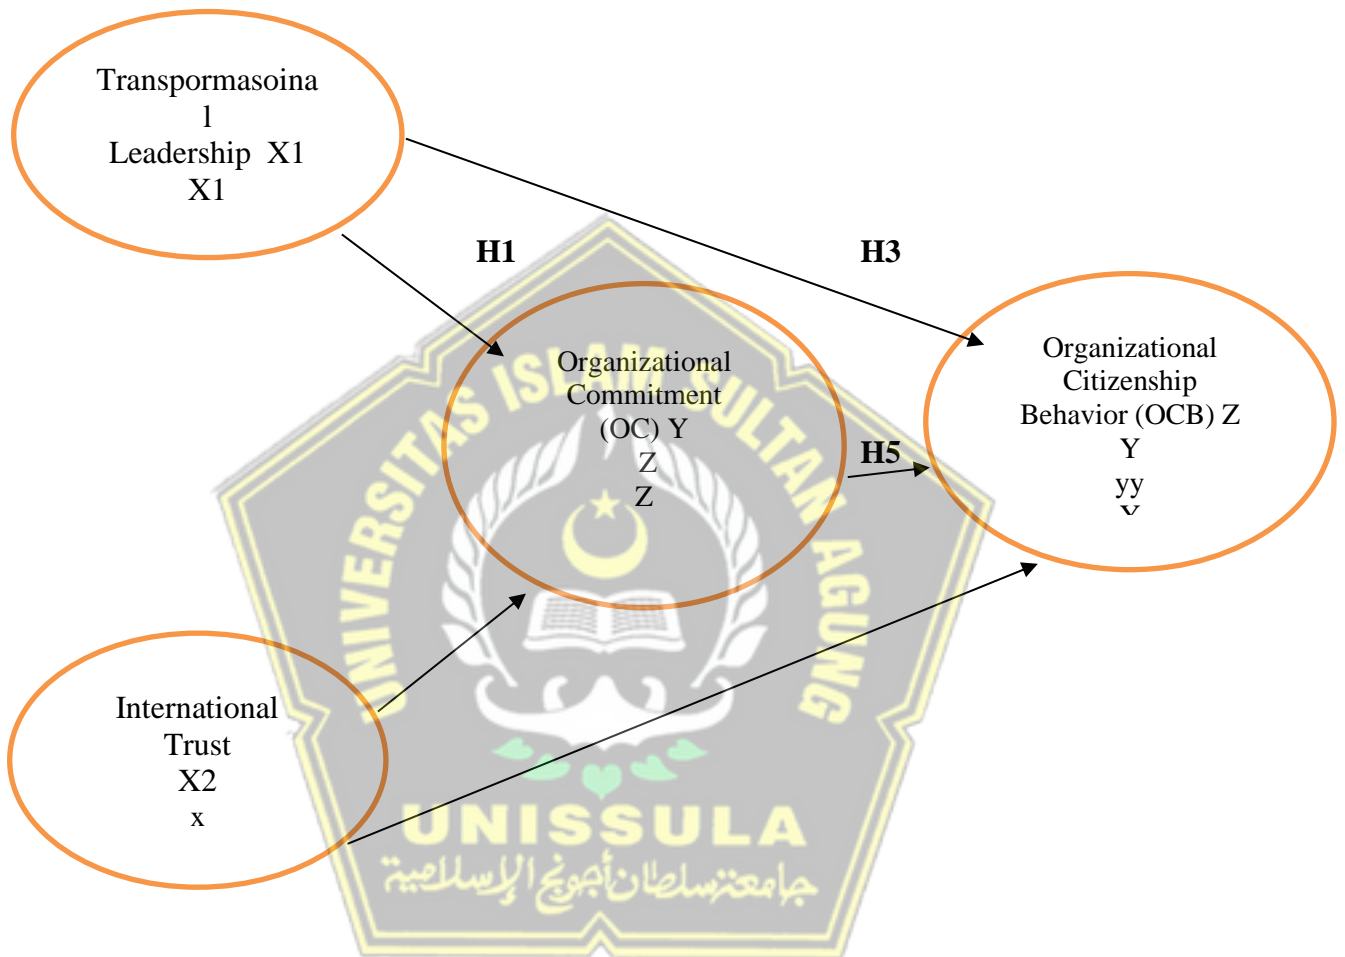 Transpormasoina
l
Leadership X1
X1
H1
H3
Organizational
Commitment
(OC) Y
Z
Z
Organizational
Citizenship
Behavior (OCB) Z
Y
yy
H5
International
Trust
X2
x
UNIVERSITAS ISLAM SULTAN AGUNG
UNISSULA
جامعة سلطان أجونج الإسلامية